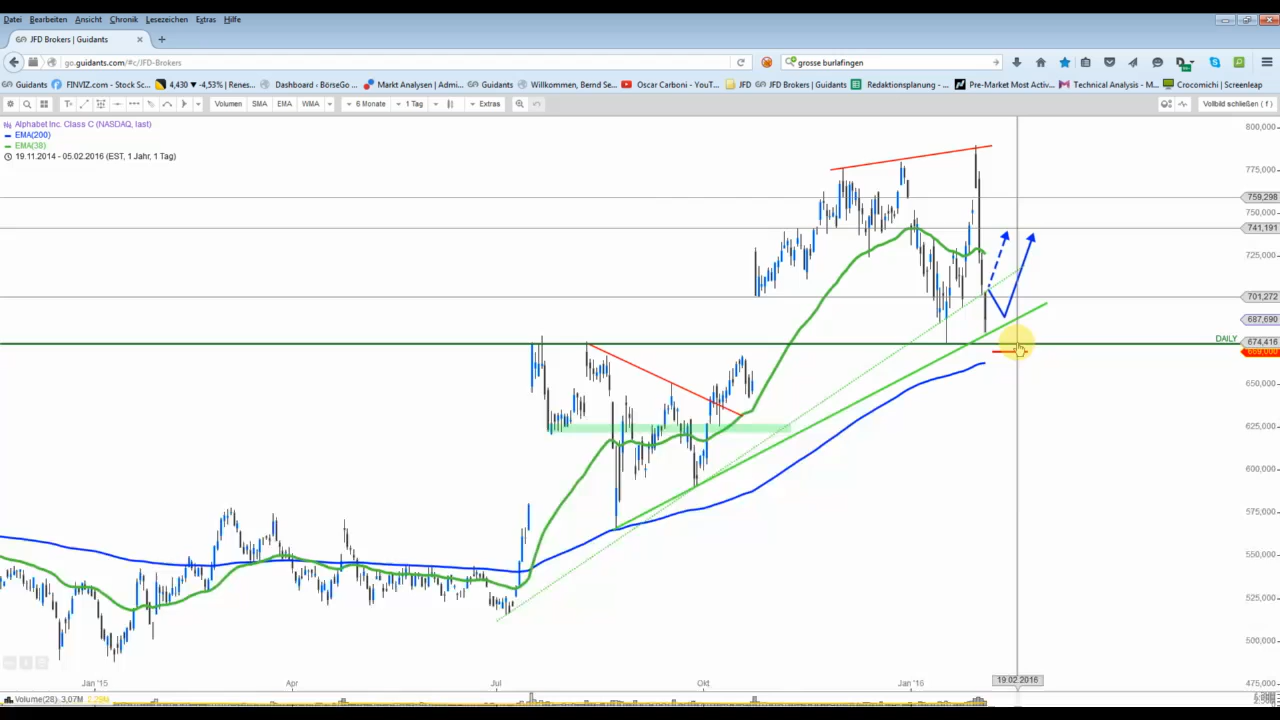 Datei Bearbeiten Ansicht Chronik Lesezeichen Extras Hilfe
JFD Brokers | Guidants
go.guidants.com/#c/JFD-Brokers
grosse burlafingen
Guidants FINVIZ.com - Stock Sc... 4,430 ▾ -4,53% | Renes... Dashboard ‹ BörseGo ... Markt Analysen | Admi... Willkommen, Bernd Se... Oscar Carboni - YouT... JFD JFD Brokers | Guidants Redaktionsplanung - ... Pre-Market Most Activ... Technical Analysis - M... Crocomichi | Screenleap
Volumen SMA EMA WMA 6 Monate 1 Tag Extras Vollbild schließen ( f )
Alphabet Inc. Class C (NASDAQ, last)
EMA(200)
EMA(38)
19.11.2014 - 05.02.2016 (EST, 1 Jahr, 1 Tag)
800,000
775,000
759,298
750,000
741,191
725,000
701,272
687,690
DAILY 674,416
669,000
650,000
625,000
600,000
575,000
550,000
525,000
500,000
475,000
Jan '15 Apr Jul Okt Jan '16 19.02.2016
Volume(28) 3,07M